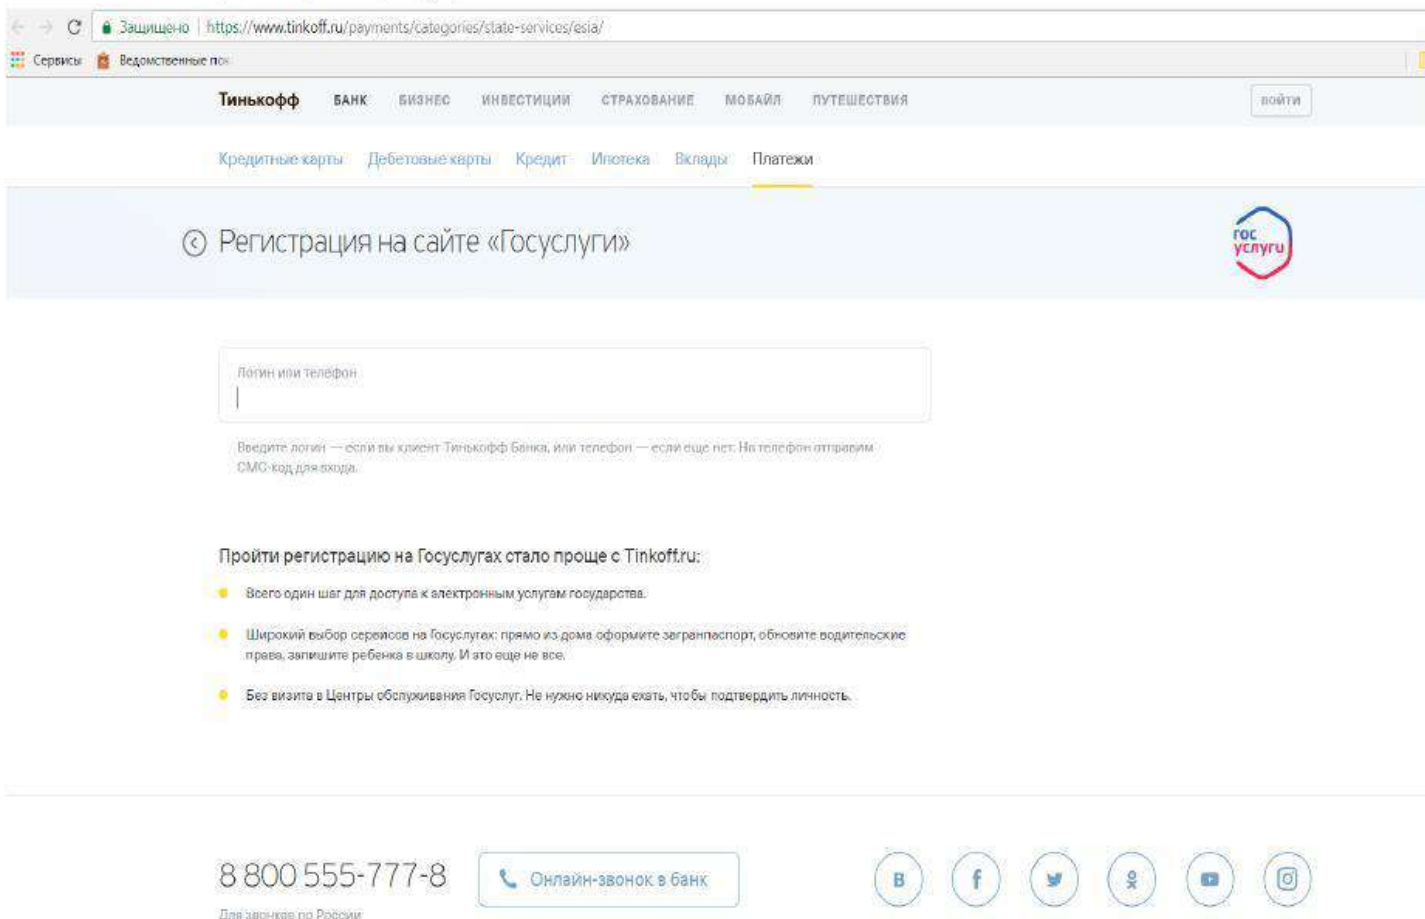 Защищено | https://www.tinkoff.ru/payments/categories/state-services/esia/
Сервисы Ведомственные пок
Тинькофф БАНК БИЗНЕС ИНВЕСТИЦИИ СТРАХОВАНИЕ МОБАЙЛ ПУТЕШЕСТВИЯ ВОЙТИ
Кредитные карты Дебетовые карты Кредит Ипотека Вклады Платежи
Регистрация на сайте «Госуслуги»
гос
услуги
Логин или телефон
Введите логин — если вы клиент Тинькофф Банка, или телефон — если еще нет. На телефон отправим
СМС-код для входа.
Пройти регистрацию на Госуслугах стало проще с Tinkoff.ru:
Всего один шаг для доступа к электронным услугам государства.
Широкий выбор сервисов на Госуслугах: прямо из дома оформите загранпаспорт, обновите водительские
права, запишите ребенка в школу. И это еще не все.
Без визита в Центры обслуживания Госуслуг. Не нужно никуда ехать, чтобы подтвердить личность.
8 800 555-777-8 Онлайн-звонок в банк
Для звонков по России